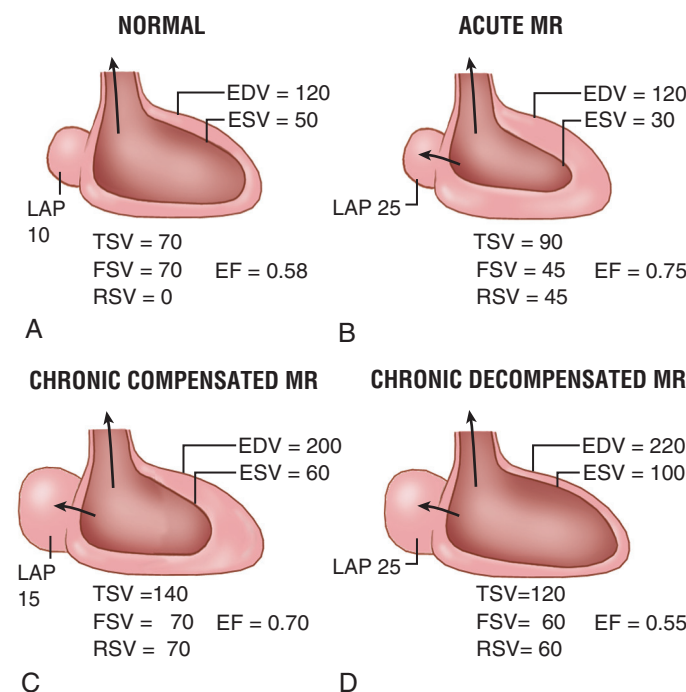 NORMAL
EDV = 120
ESV = 50
LAP
10
TSV = 70
FSV = 70 EF = 0.58
RSV = 0
A
ACUTE MR
EDV = 120
ESV = 30
LAP 25
TSV = 90
FSV = 45 EF = 0.75
RSV = 45
B
CHRONIC COMPENSATED MR
EDV = 200
ESV = 60
LAP
15
TSV =140
FSV = 70 EF = 0.70
RSV = 70
C
CHRONIC DECOMPENSATED MR
EDV = 220
ESV = 100
LAP 25
TSV=120
FSV= 60 EF = 0.55
RSV= 60
D